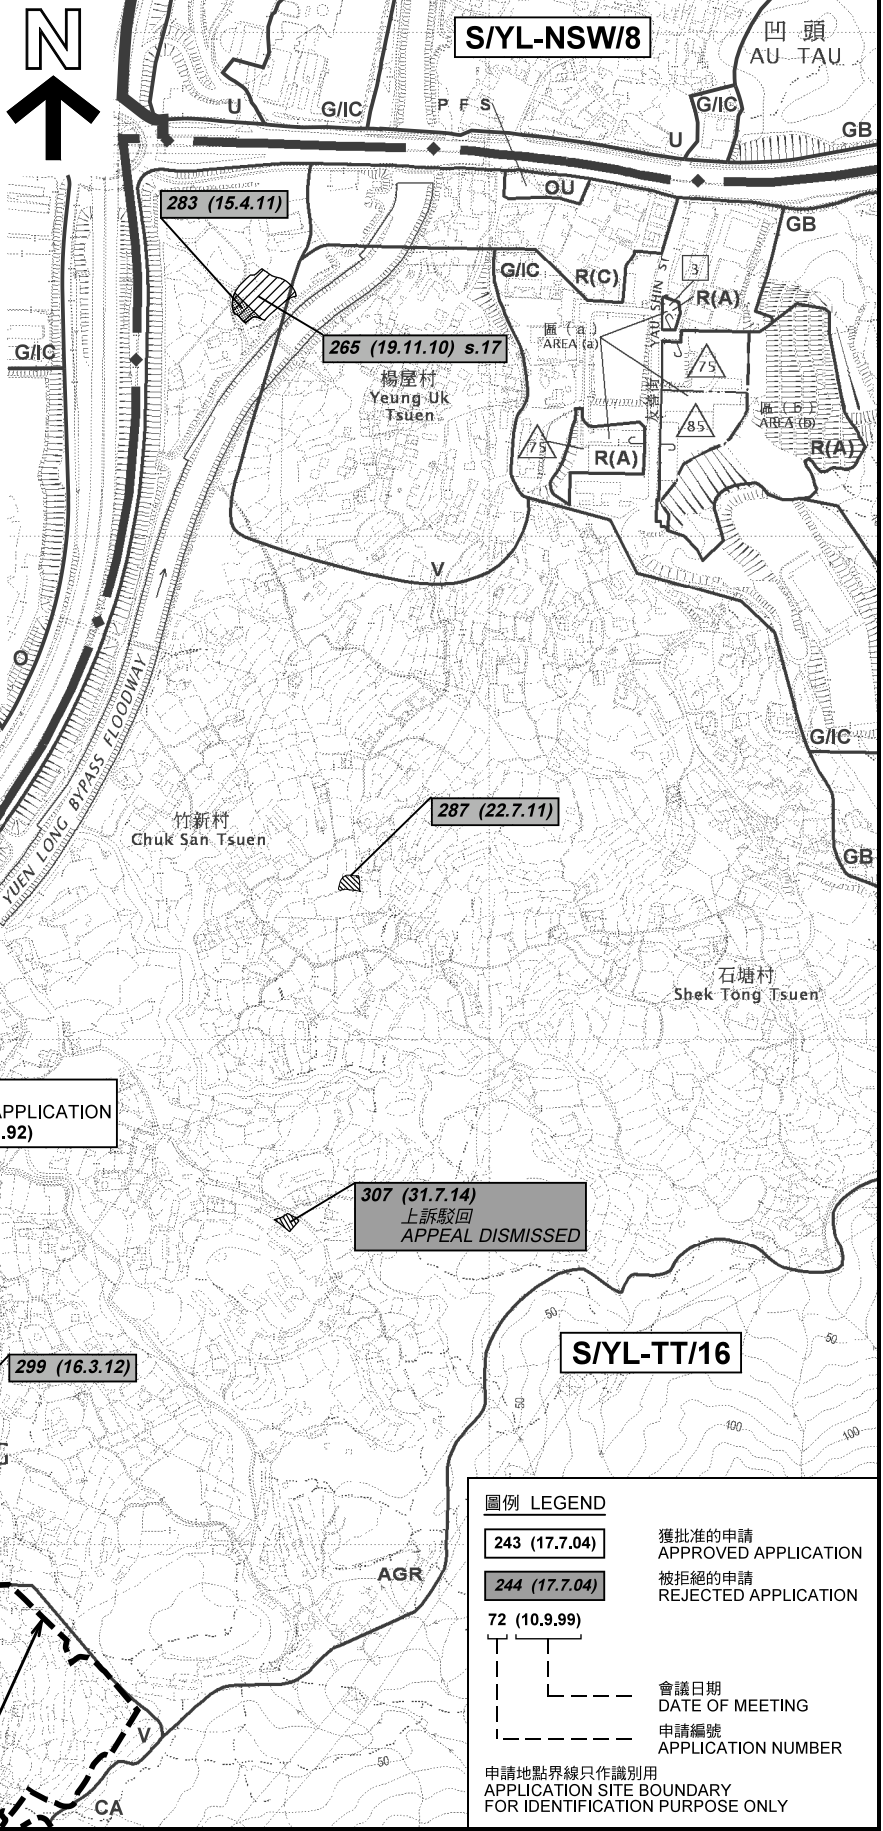 N
S/YL-NSW/8
凹頭
AU TAU
U
G/IC
P F S
G/IC
U
GB
OU
283 (15.4.11)
GB
G/IC
R(C)
3
R(A)
YAU SHIN ST
區（a）
AREA (a)
265 (19.11.10) s.17
G/IC
75
楊屋村
Yeung Uk
Tsuen
區（b）
AREA (b)
85
75
R(A)
R(A)
V
O
YUEN LONG BYPASS FLOODWAY
G/IC
287 (22.7.11)
竹新村
Chuk San Tsuen
GB
石塘村
Shek Tong Tsuen
APPLICATION
.92)
307 (31.7.14)
上訴駁回
APPEAL DISMISSED
50
50
S/YL-TT/16
299 (16.3.12)
50
100
100
圖例 LEGEND
243 (17.7.04)
獲批准的申請
APPROVED APPLICATION
244 (17.7.04)
被拒絕的申請
REJECTED APPLICATION
72 (10.9.99)
會議日期
DATE OF MEETING
申請編號
APPLICATION NUMBER
申請地點界線只作識別用
APPLICATION SITE BOUNDARY
FOR IDENTIFICATION PURPOSE ONLY
AGR
V
50
CA